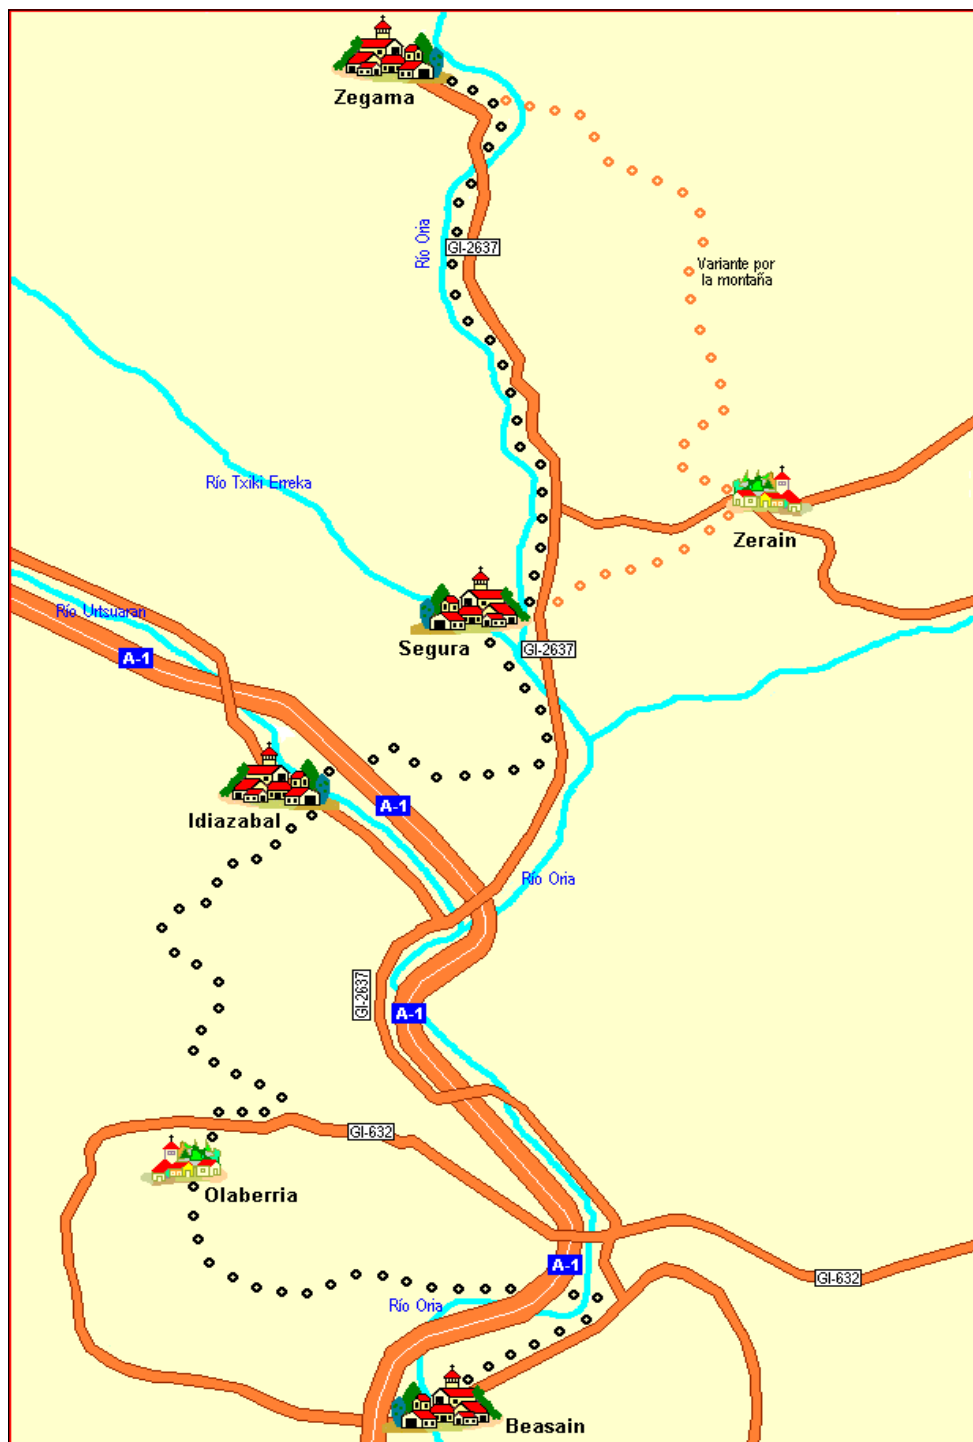 Zegama
Río Oria
GI-2637
Variante por
la montaña
Río Txiki Erreka
Zerain
Río Urtsuaran
Segura
GI-2637
A-1
A-1
Idiazabal
Río Oria
GI-2637
A-1
GI-632
Olaberria
A-1
GI-632
Río Oria
Beasain